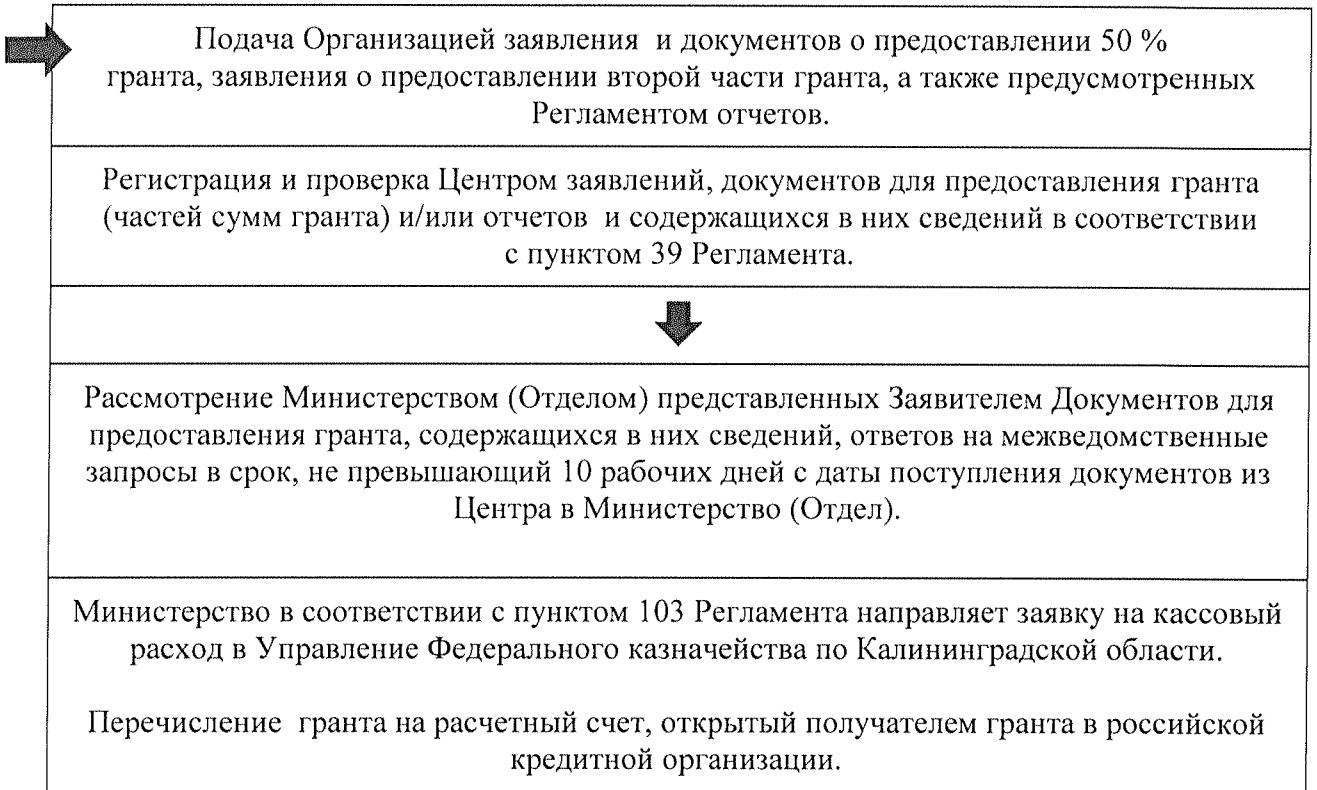 Подача Организацией заявления и документов о предоставлении 50 %
гранта, заявления о предоставлении второй части гранта, а также предусмотренных
Регламентом отчетов.
Регистрация и проверка Центром заявлений, документов для предоставления гранта
(частей сумм гранта) и/или отчетов и содержащихся в них сведений в соответствии
с пунктом 39 Регламента.
Рассмотрение Министерством (Отделом) представленных Заявителем Документов для
предоставления гранта, содержащихся в них сведений, ответов на межведомственные
запросы в срок, не превышающий 10 рабочих дней с даты поступления документов из
Центра в Министерство (Отдел).
Министерство в соответствии с пунктом 103 Регламента направляет заявку на кассовый
расход в Управление Федерального казначейства по Калининградской области.
Перечисление гранта на расчетный счет, открытый получателем гранта в российской
кредитной организации.